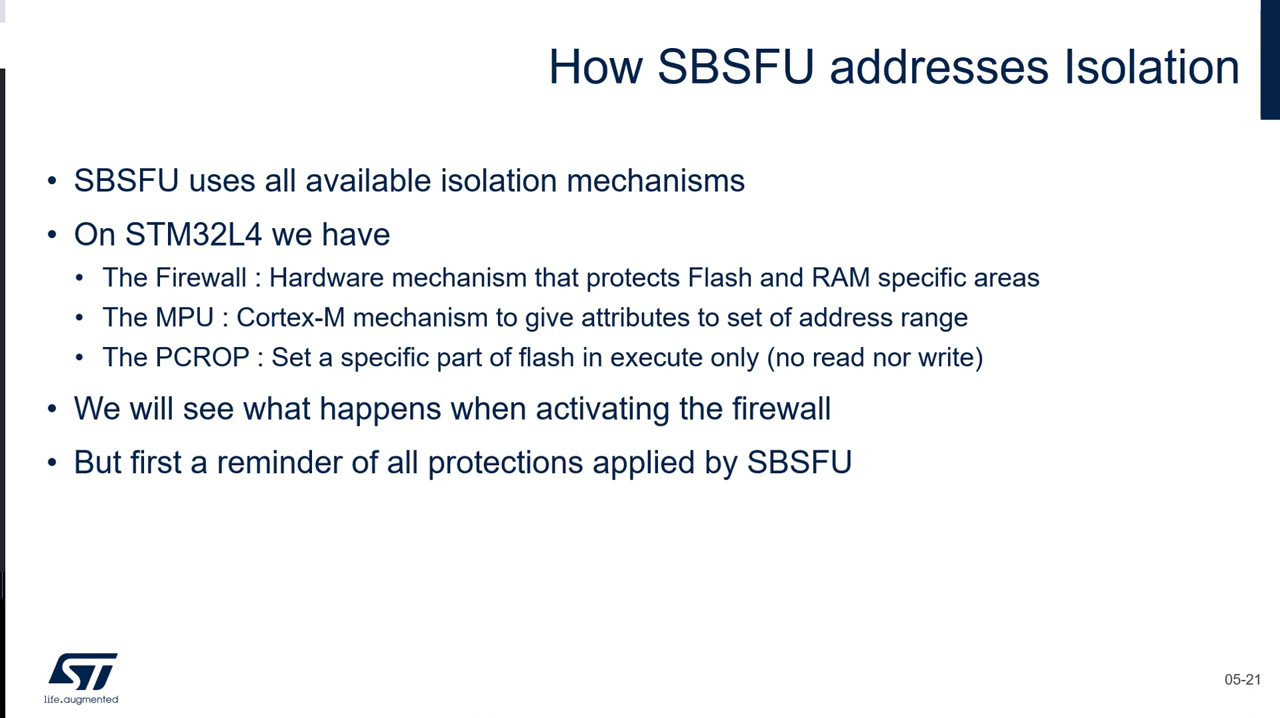 How SBSFU addresses Isolation
• SBSFU uses all available isolation mechanisms
• On STM32L4 we have
• The Firewall : Hardware mechanism that protects Flash and RAM specific areas
• The MPU : Cortex-M mechanism to give attributes to set of address range
• The PCROP : Set a specific part of flash in execute only (no read nor write)
• We will see what happens when activating the firewall
• But first a reminder of all protections applied by SBSFU
ST
life.augmented
05-21